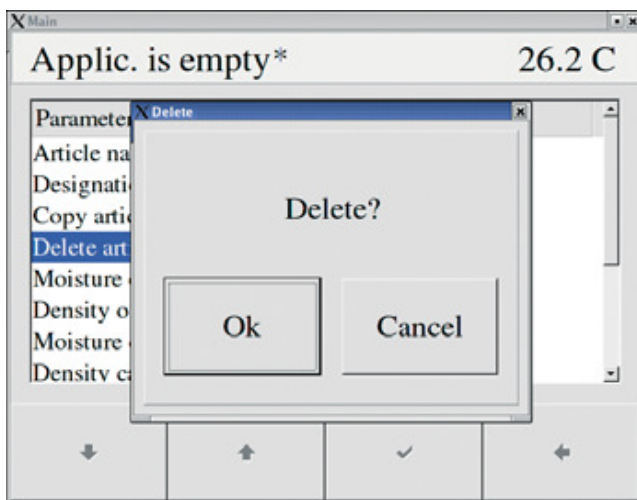 Main
Applic. is empty* 26.2 C
Parameter
Article na
Designati
Copy artic
Delete art
Moisture
Density o
Moisture
Density ca
Delete
Delete?
Ok Cancel